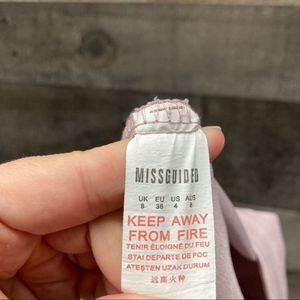 MISSGUIDED
UK EU US AUS
8 36 4 8
KEEP AWAY
FROM FIRE
TENIR ÉLOIGNÉ DU FEU
STAI DEPARTE DE FOC
ATEŞTEN UZAK DURUM
远离火种